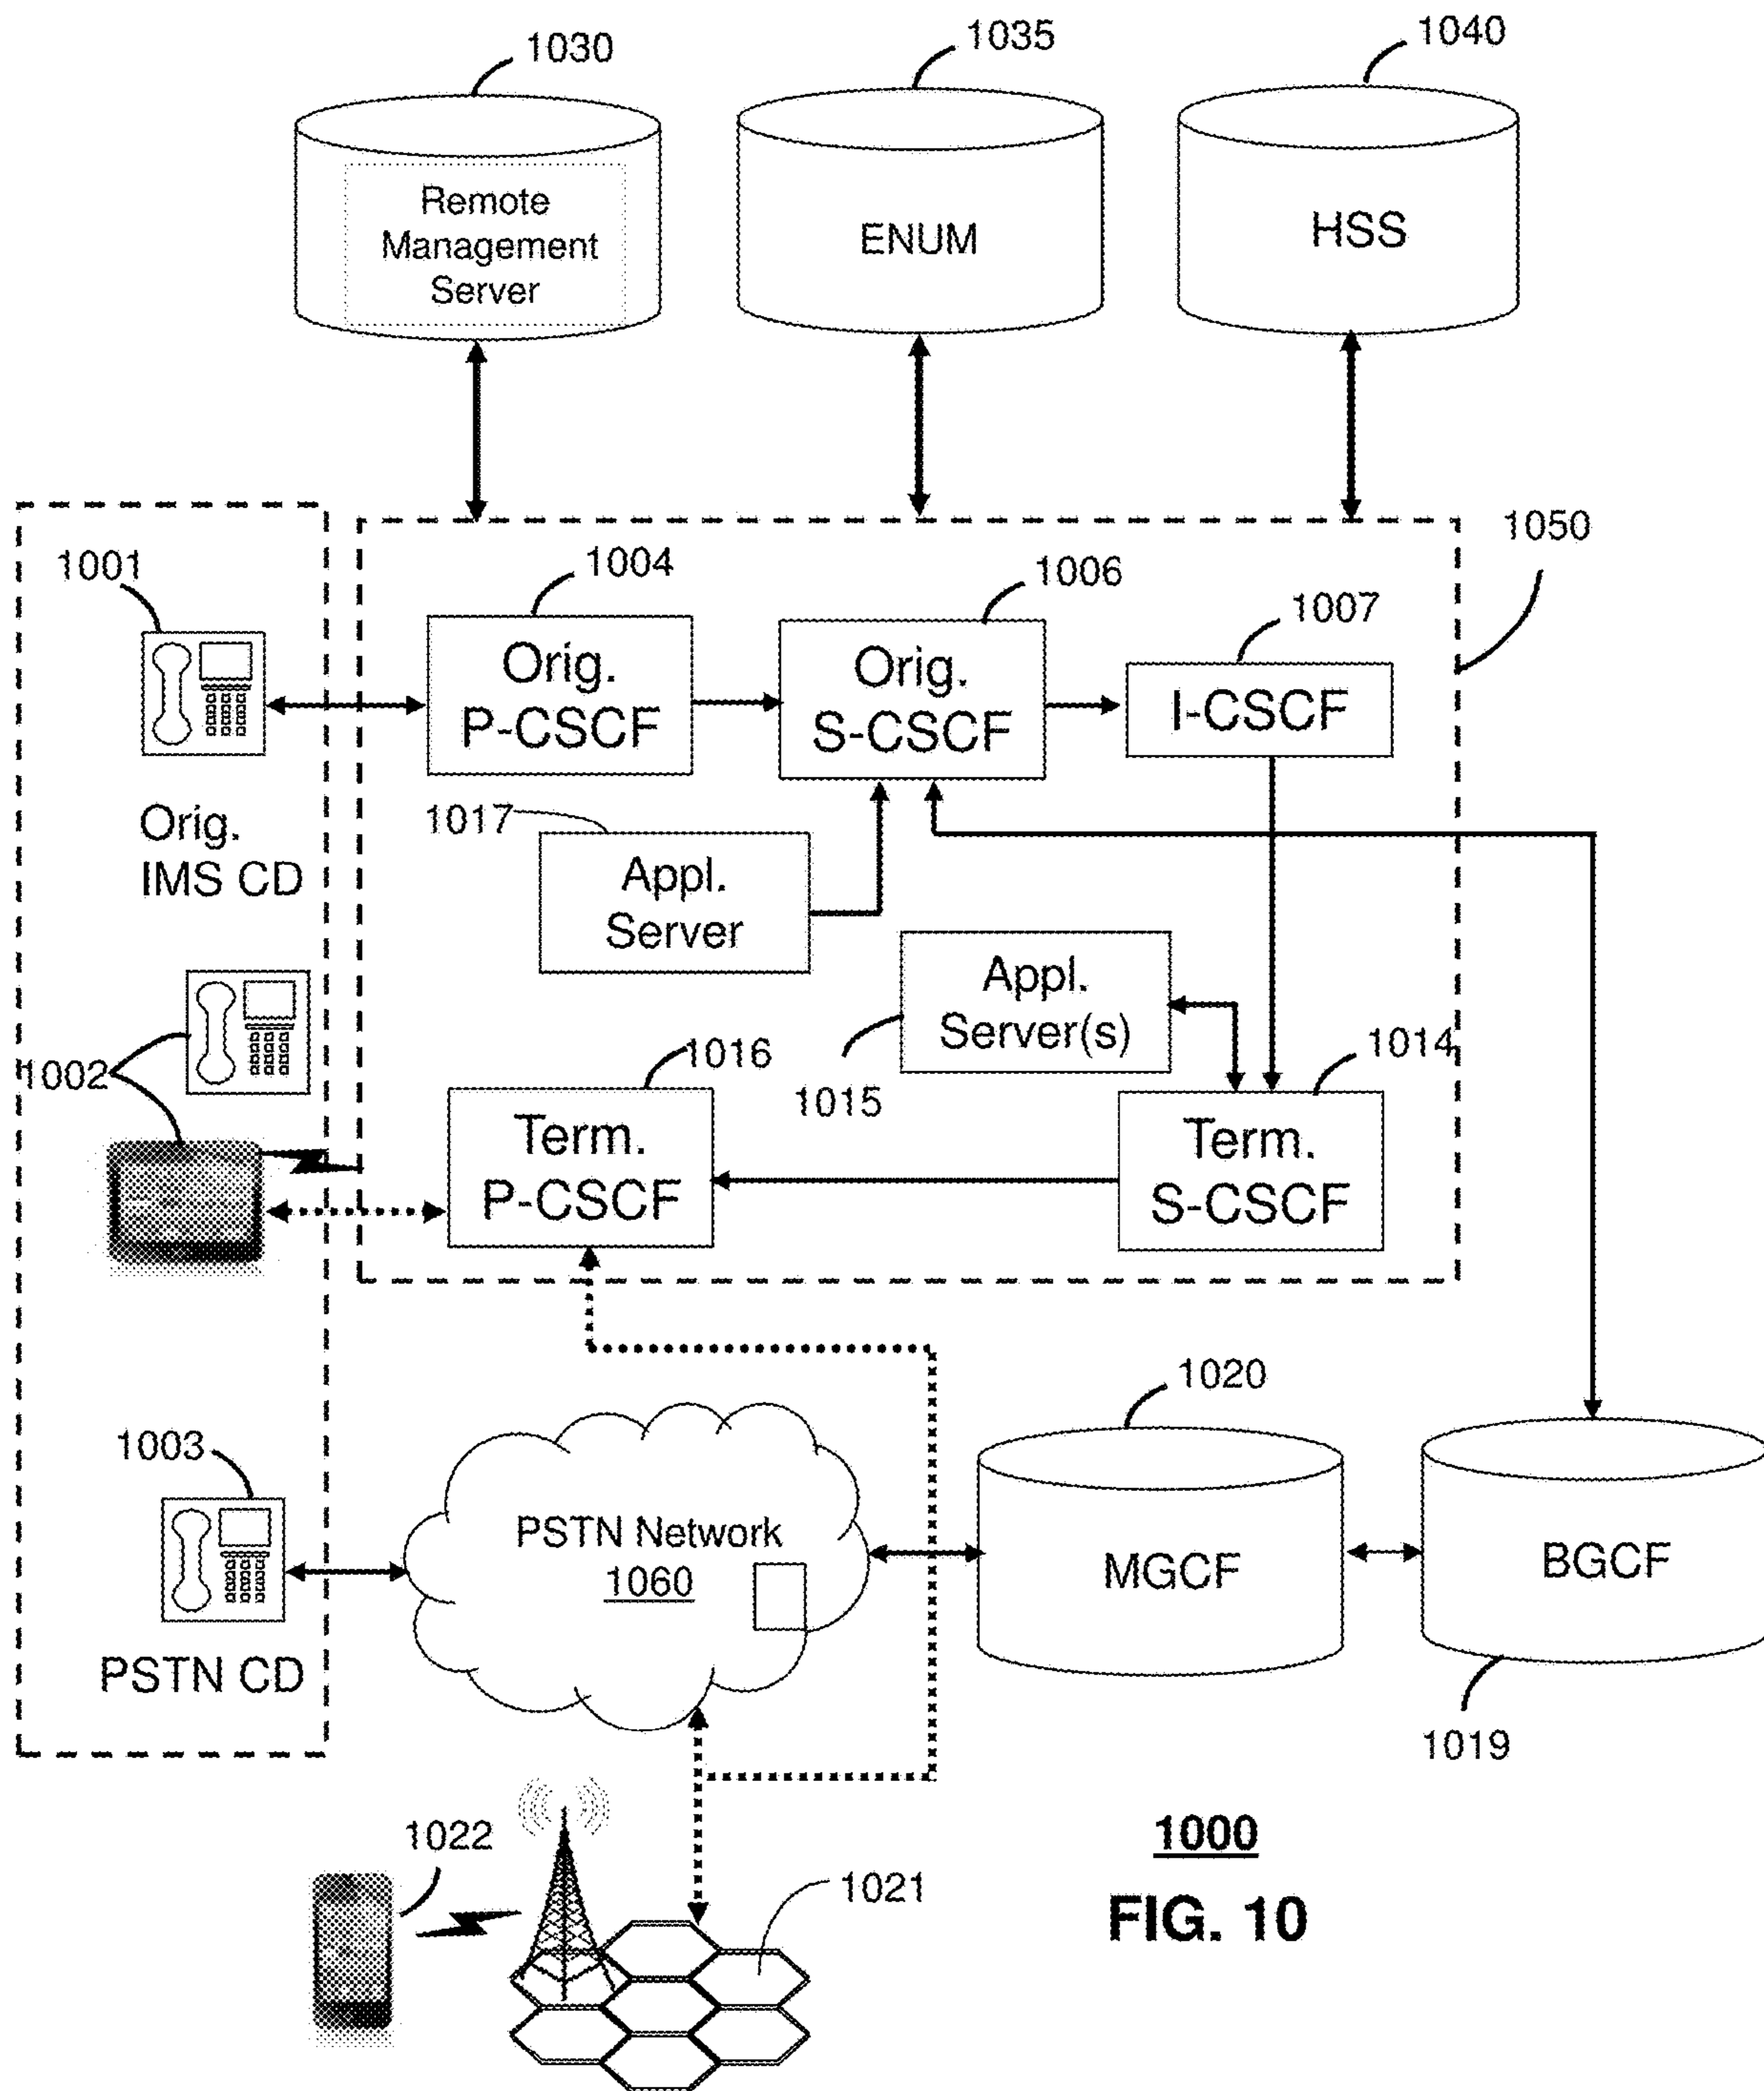 1030
1035
1040
Remote
Management
Server
ENUM
HSS
1050
1001
1004
1006
1007
Orig.
P-CSCF
Orig.
S-CSCF
I-CSCF
Orig.
IMS CD
1017
Appl.
Server
Appl.
Server(s)
1002
1016
1015
1014
Term.
P-CSCF
Term.
S-CSCF
1020
1003
PSTN Network
1060
MGCF
BGCF
PSTN CD
1019
1022
1021
1000
FIG. 10